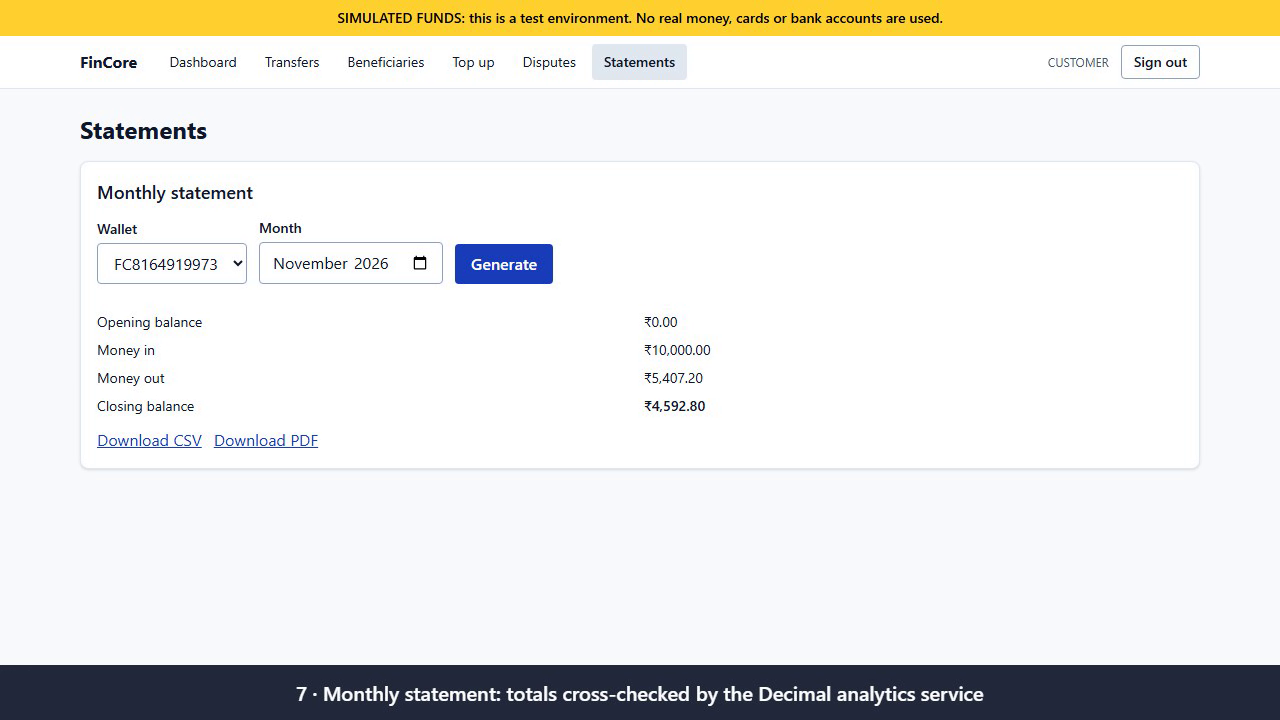 SIMULATED FUNDS: this is a test environment. No real money, cards or bank accounts are used.
FinCore Dashboard Transfers Beneficiaries Top up Disputes Statements CUSTOMER Sign out
Statements
Monthly statement
Wallet Month
FC8164919973 November 2026 Generate
Opening balance ₹0.00
Money in ₹10,000.00
Money out ₹5,407.20
Closing balance ₹4,592.80
Download CSV Download PDF
7 · Monthly statement: totals cross-checked by the Decimal analytics service